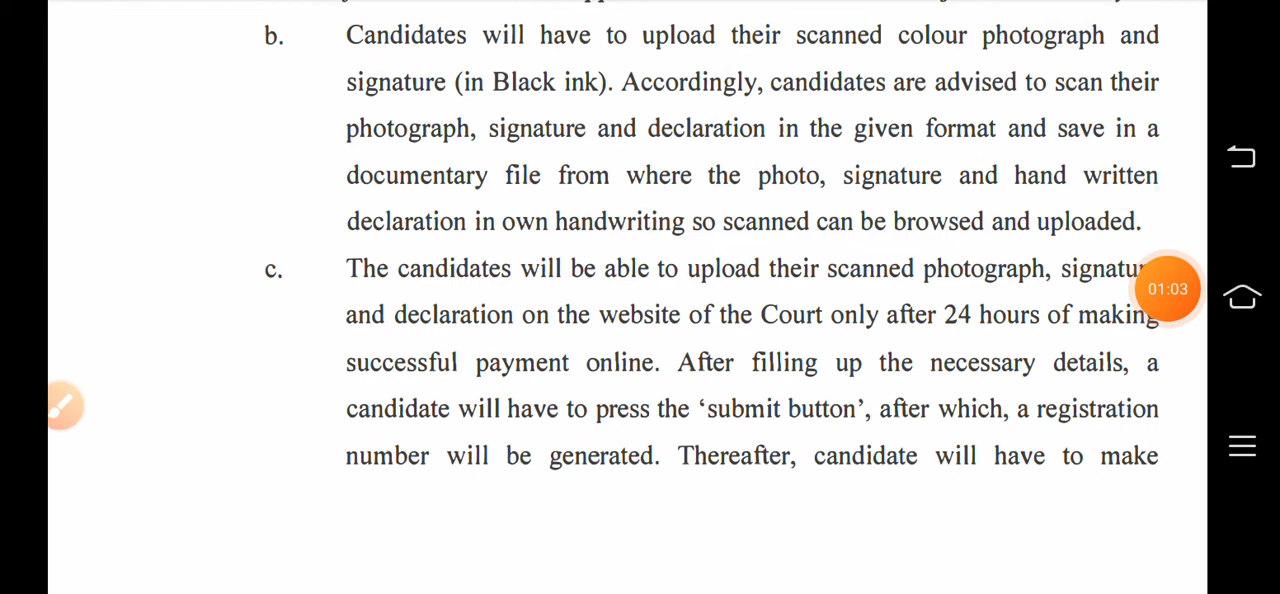 b. Candidates will have to upload their scanned colour photograph and
signature (in Black ink). Accordingly, candidates are advised to scan their
photograph, signature and declaration in the given format and save in a
documentary file from where the photo, signature and hand written
declaration in own handwriting so scanned can be browsed and uploaded.
c. The candidates will be able to upload their scanned photograph,
and declaration on the website of the Court only after 24 hours of making
successful payment online. After filling up the necessary details, a
candidate will have to press the ‘submit button’, after which, a registration
number will be generated. Thereafter, candidate will have to make
01:03